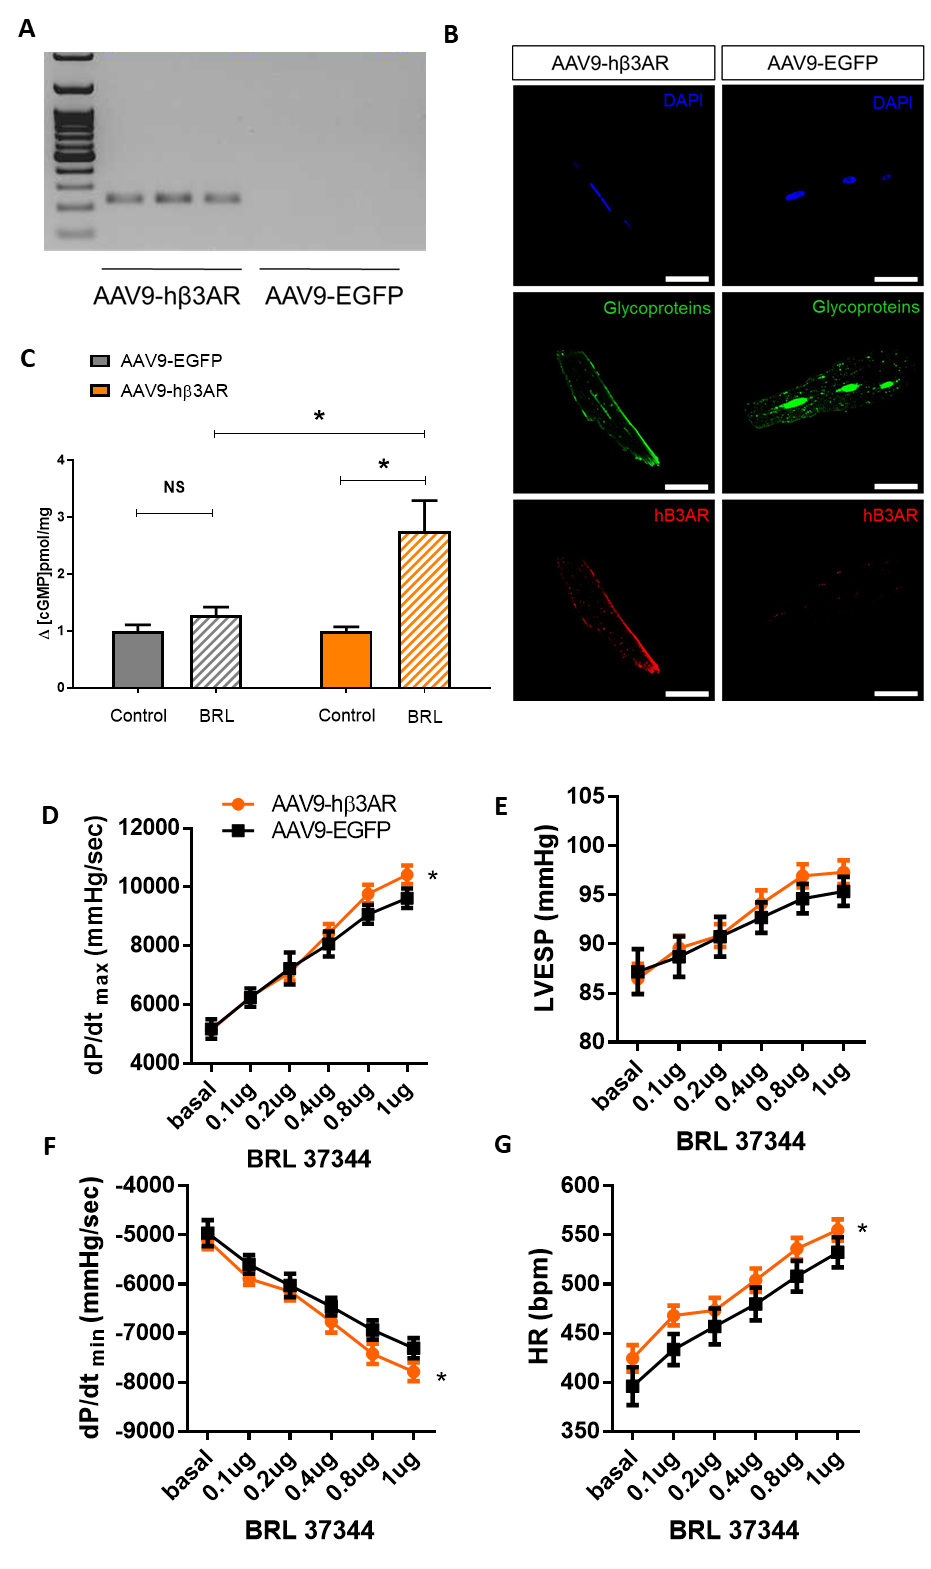 A
AAV9-hβ3AR AAV9-EGFP
B
AAV9-hβ3AR AAV9-EGFP
DAPI DAPI
Glycoproteins Glycoproteins
hB3AR hB3AR
C
AAV9-EGFP
AAV9-hβ3AR
*
*
NS
Δ [cGMP]pmol/mg
4
3
2
1
0
Control BRL Control BRL
D
AAV9-hβ3AR
AAV9-EGFP
dP/dt max (mmHg/sec)
12000
10000
8000
6000
4000
*
basal 0.1ug 0.2ug 0.4ug 0.8ug 1ug
BRL 37344
E
LVESP (mmHg)
105
100
95
90
85
80
basal 0.1ug 0.2ug 0.4ug 0.8ug 1ug
BRL 37344
F
dP/dt min (mmHg/sec)
-4000
-5000
-6000
-7000
-8000
-9000
*
basal 0.1ug 0.2ug 0.4ug 0.8ug 1ug
BRL 37344
G
HR (bpm)
600
550
500
450
400
350
*
basal 0.1ug 0.2ug 0.4ug 0.8ug 1ug
BRL 37344